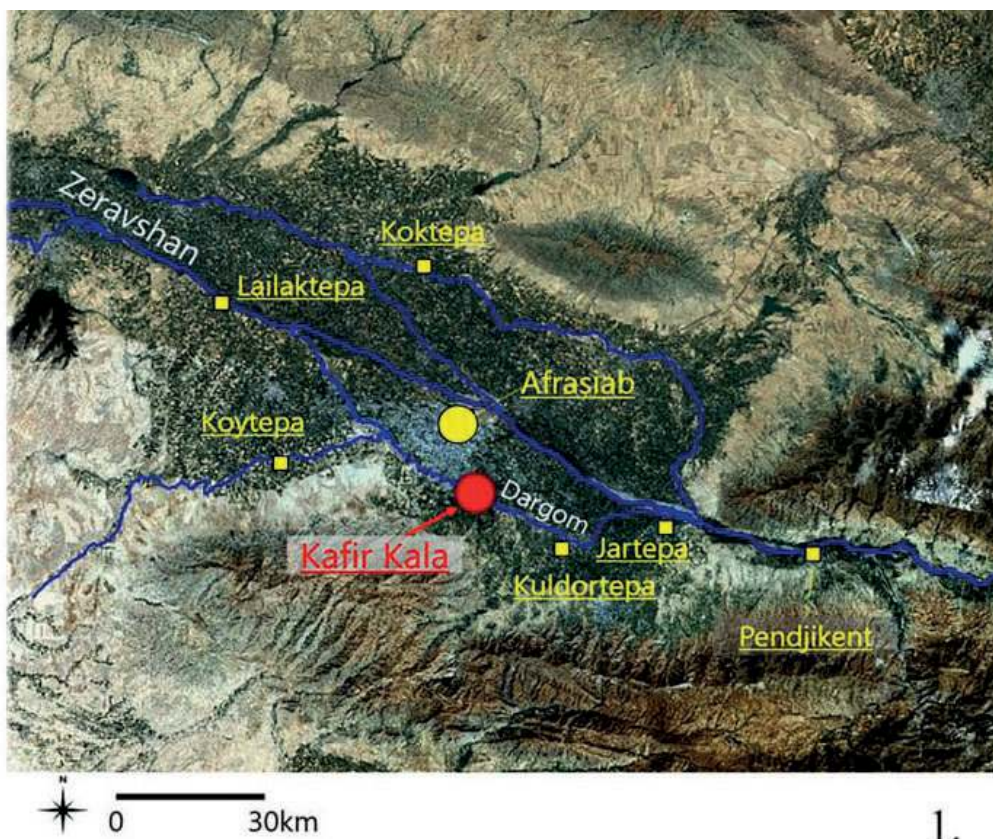 Zeravshan
Koktepa
Lailaktepa
Afrasiab
Koytepa
Dargom
Kafir Kala
Jartepa
Kuldortepa
Pendjikent
N
0 30km
1.